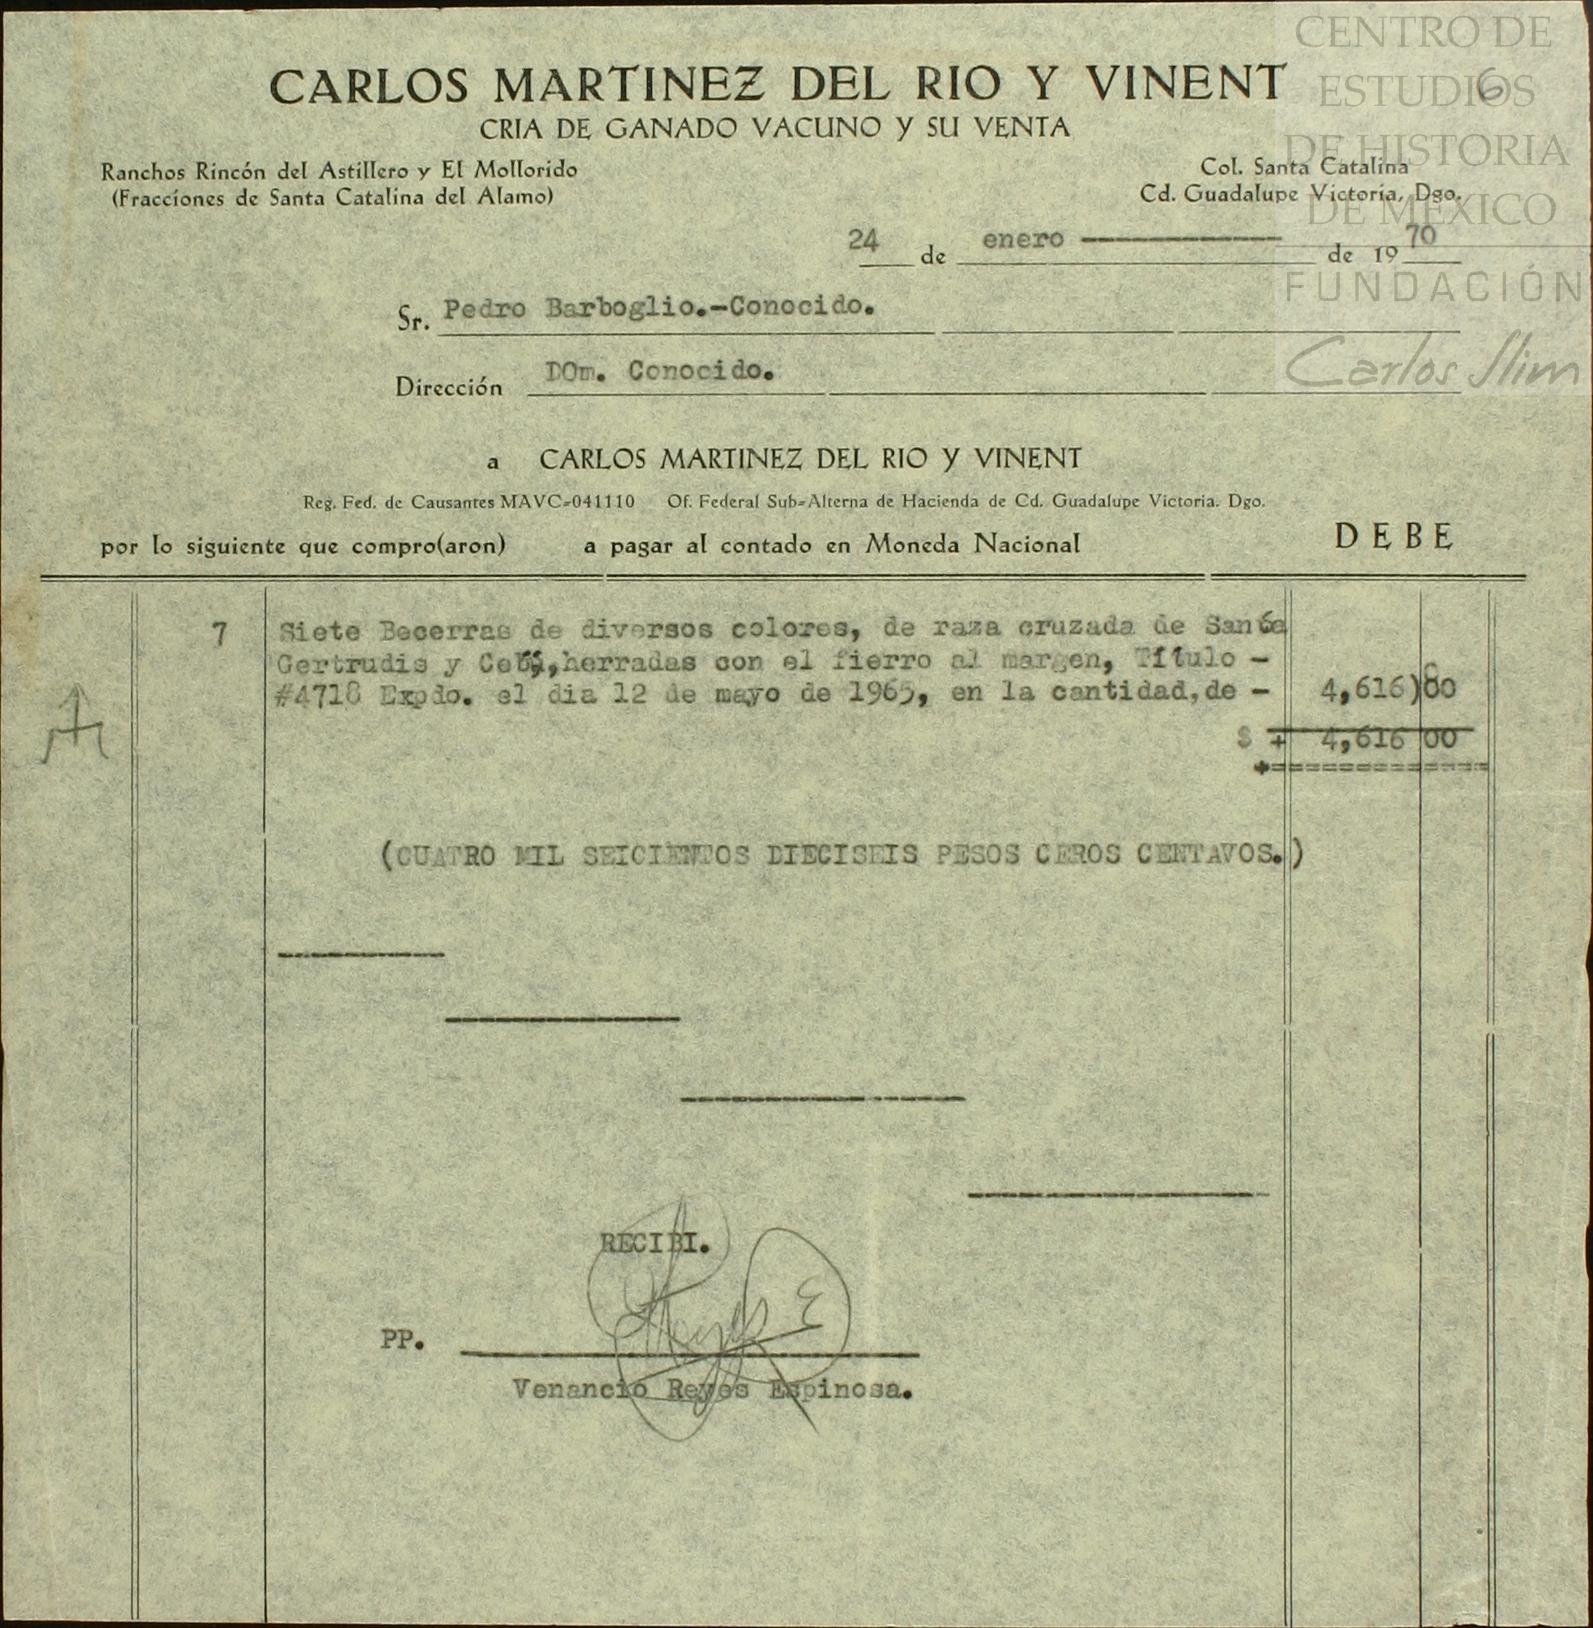 CENTRO DE
ESTUDIOS
DE HISTORIA
DE MEXICO
FUNDACIÓN
Carlos Slim
6
CARLOS MARTINEZ DEL RIO Y VINENT
CRIA DE GANADO VACUNO Y SU VENTA
Ranchos Rincón del Astillero y El Mollorido
(Fracciones de Santa Catalina del Alamo)
Col. Santa Catalina
Cd. Guadalupe Victoria, Dgo.
24 de enero de 1970
Sr. Pedro Barboglio.-Conocido.
Dirección DOm. Conocido.
a CARLOS MARTINEZ DEL RIO Y VINENT
Reg. Fed. de Causantes MAVC-041110 Of. Federal Sub-Alterna de Hacienda de Cd. Guadalupe Victoria. Dgo.
por lo siguiente que compro(aron) a pagar al contado en Moneda Nacional DEBE
7 Siete Becerras de diversos colores, de raza cruzada de Santa
Gertrudis y Cebú,herradas con el fierro al margen, Título -
#4718 Expdo. el dia 12 de mayo de 1965, en la cantidad,de - 4,616)00
$ 4,616 00
(CUATRO MIL SEICIENTOS DIECISEIS PESOS CEROS CENTAVOS.)
RECIBI.
PP.
Venancio Reyes Espinosa.